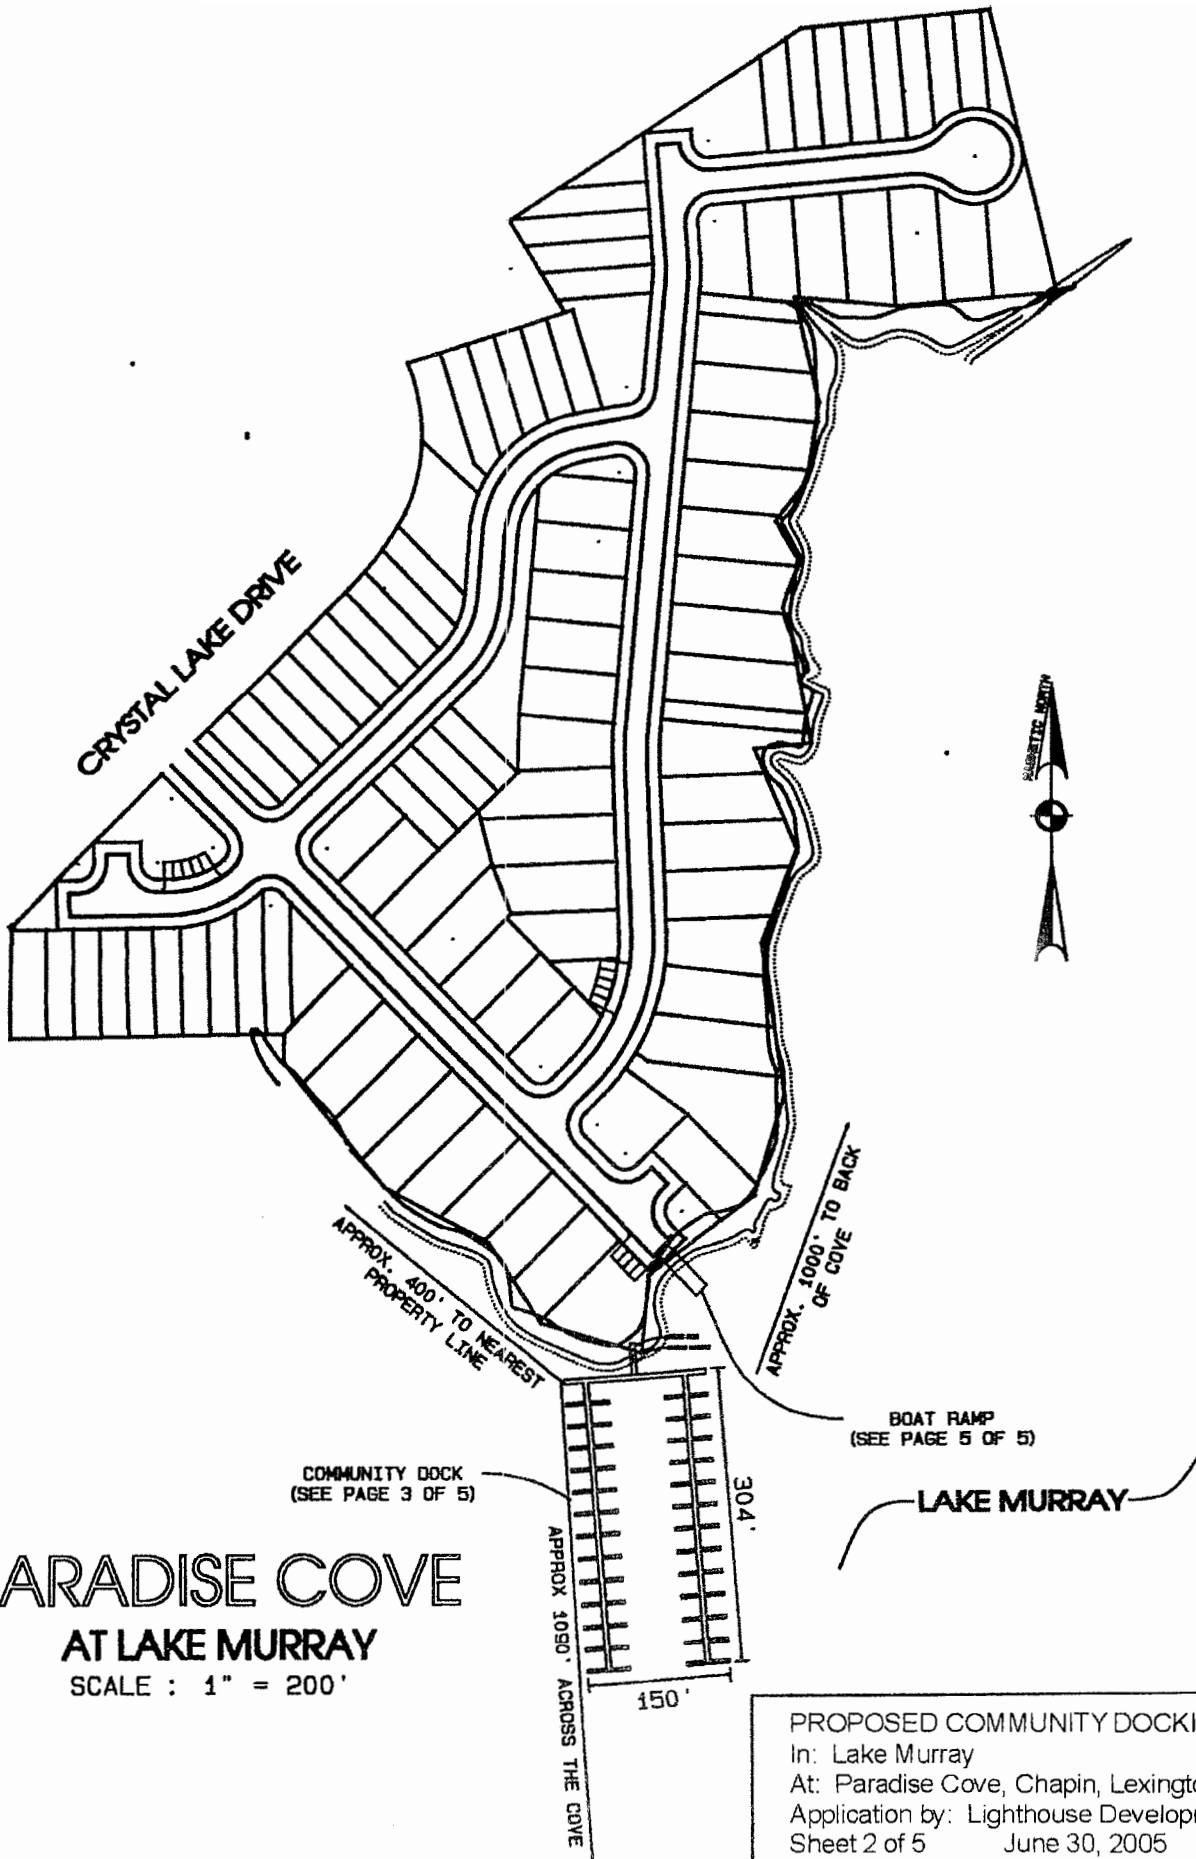 CRYSTAL LAKE DRIVE
MAGNETIC NORTH
APPROX. 400' TO NEAREST
PROPERTY LINE
APPROX. 1000' TO BACK
OF COVE
BOAT RAMP
(SEE PAGE 5 OF 5)
COMMUNITY DOCK
(SEE PAGE 3 OF 5)
304'
LAKE MURRAY
APPROX 1090' ACROSS THE COVE
150'
ARADISE COVE
AT LAKE MURRAY
SCALE : 1" = 200'
PROPOSED COMMUNITY DOCKI
In: Lake Murray
At: Paradise Cove, Chapin, Lexingto
Application by: Lighthouse Developr
Sheet 2 of 5 June 30, 2005